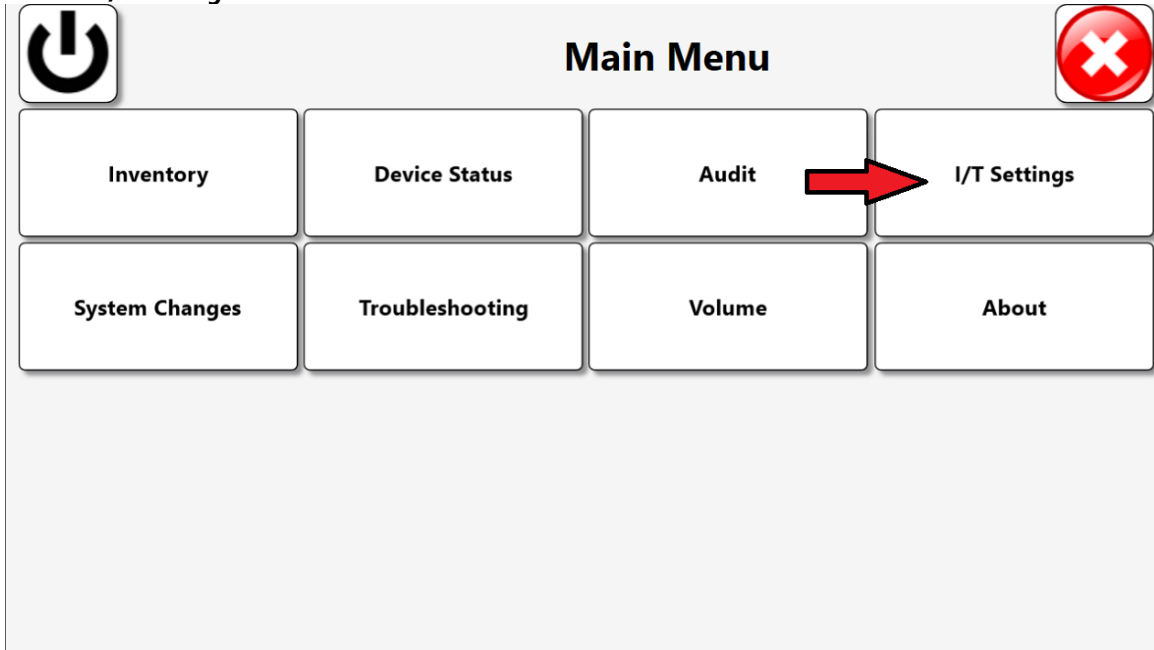 Main Menu
Inventory
Device Status
Audit
I/T Settings
System Changes
Troubleshooting
Volume
About